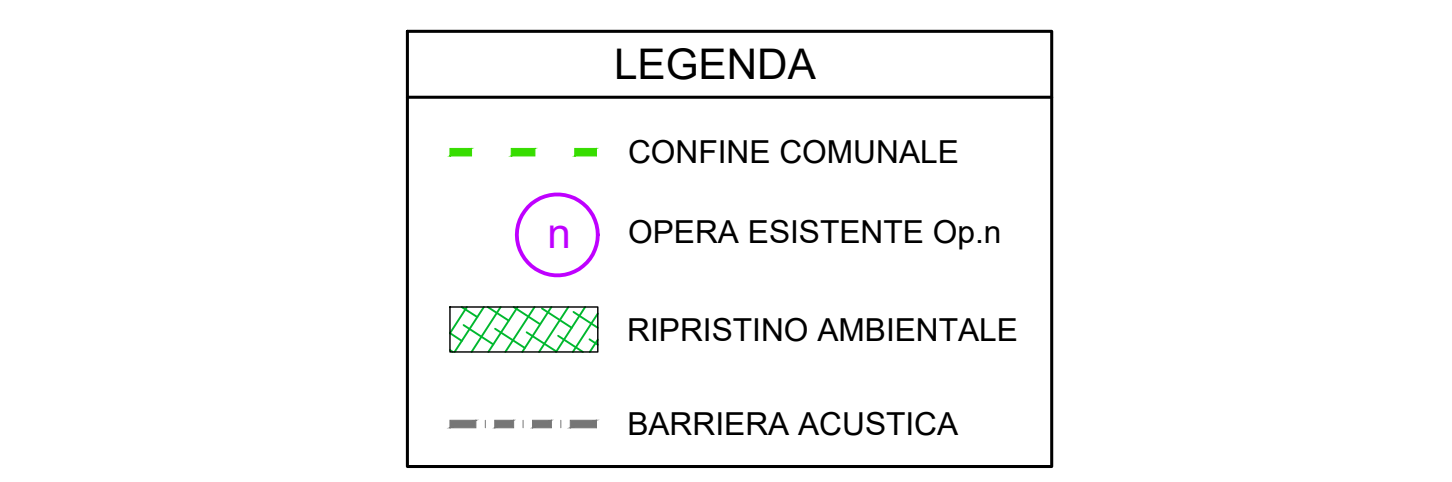 LEGENDA
CONFINE COMUNALE
n OPERA ESISTENTE Op.n
RIPRISTINO AMBIENTALE
BARRIERA ACUSTICA